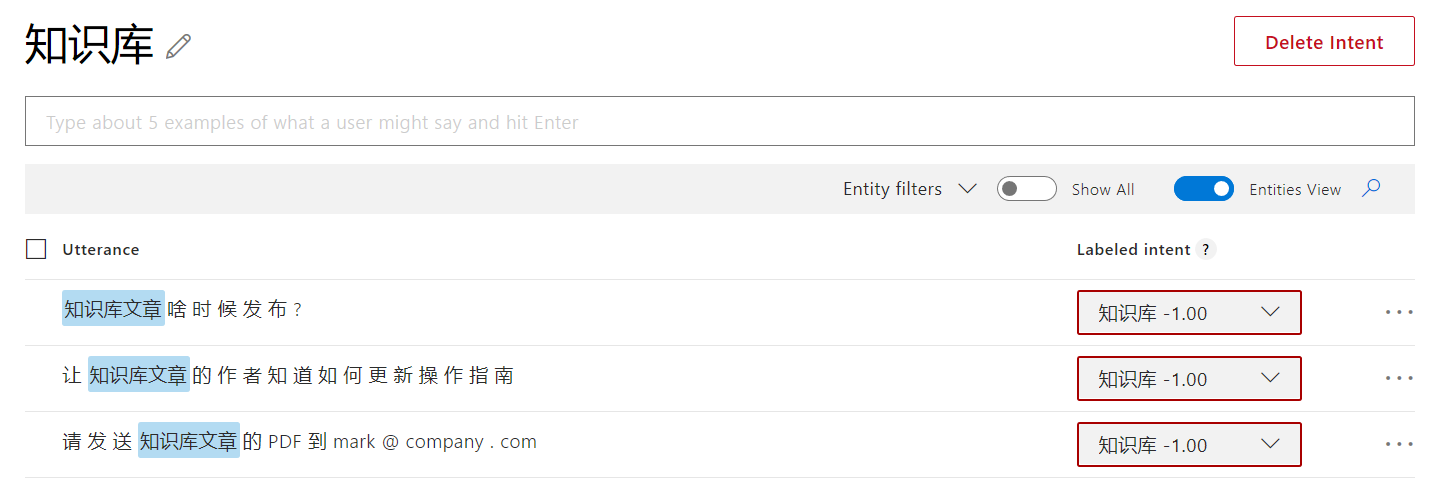 知识库
Delete Intent
Type about 5 examples of what a user might say and hit Enter
Entity filters Show All Entities View
Utterance Labeled intent ?
知识库文章 啥 时 候 发 布 ? 知识库 -1.00
让 知识库文章 的 作 者 知 道 如 何 更 新 操 作 指 南 知识库 -1.00
请 发 送 知识库文章 的 PDF 到 mark @ company . com 知识库 -1.00